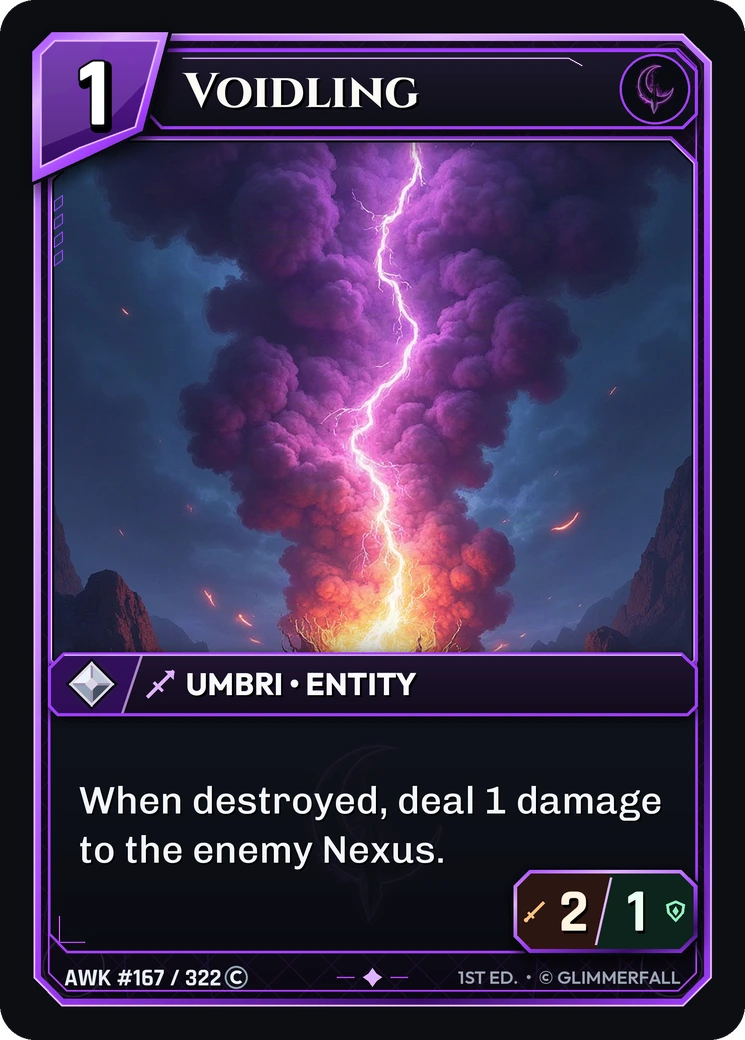 1
VOIDLING
UMBRI • ENTITY
When destroyed, deal 1 damage
to the enemy Nexus.
2 / 1
AWK #167 / 322 Ⓒ
1ST ED. • © GLIMMERFALL